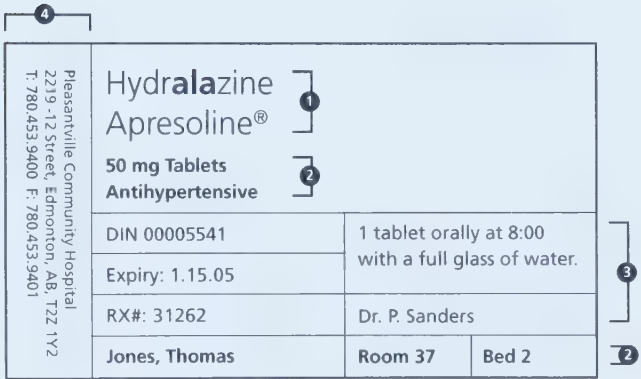 4
Pleasantville Community Hospital
2219 -12 Street, Edmonton, AB, T2Z 1Y2
T: 780.453.9400 F: 780.453.9401
Hydralazine
Apresoline®
1
50 mg Tablets
Antihypertensive
2
DIN 00005541
1 tablet orally at 8:00
with a full glass of water.
Expiry: 1.15.05
3
RX#: 31262
Dr. P. Sanders
Jones, Thomas
Room 37
Bed 2
2